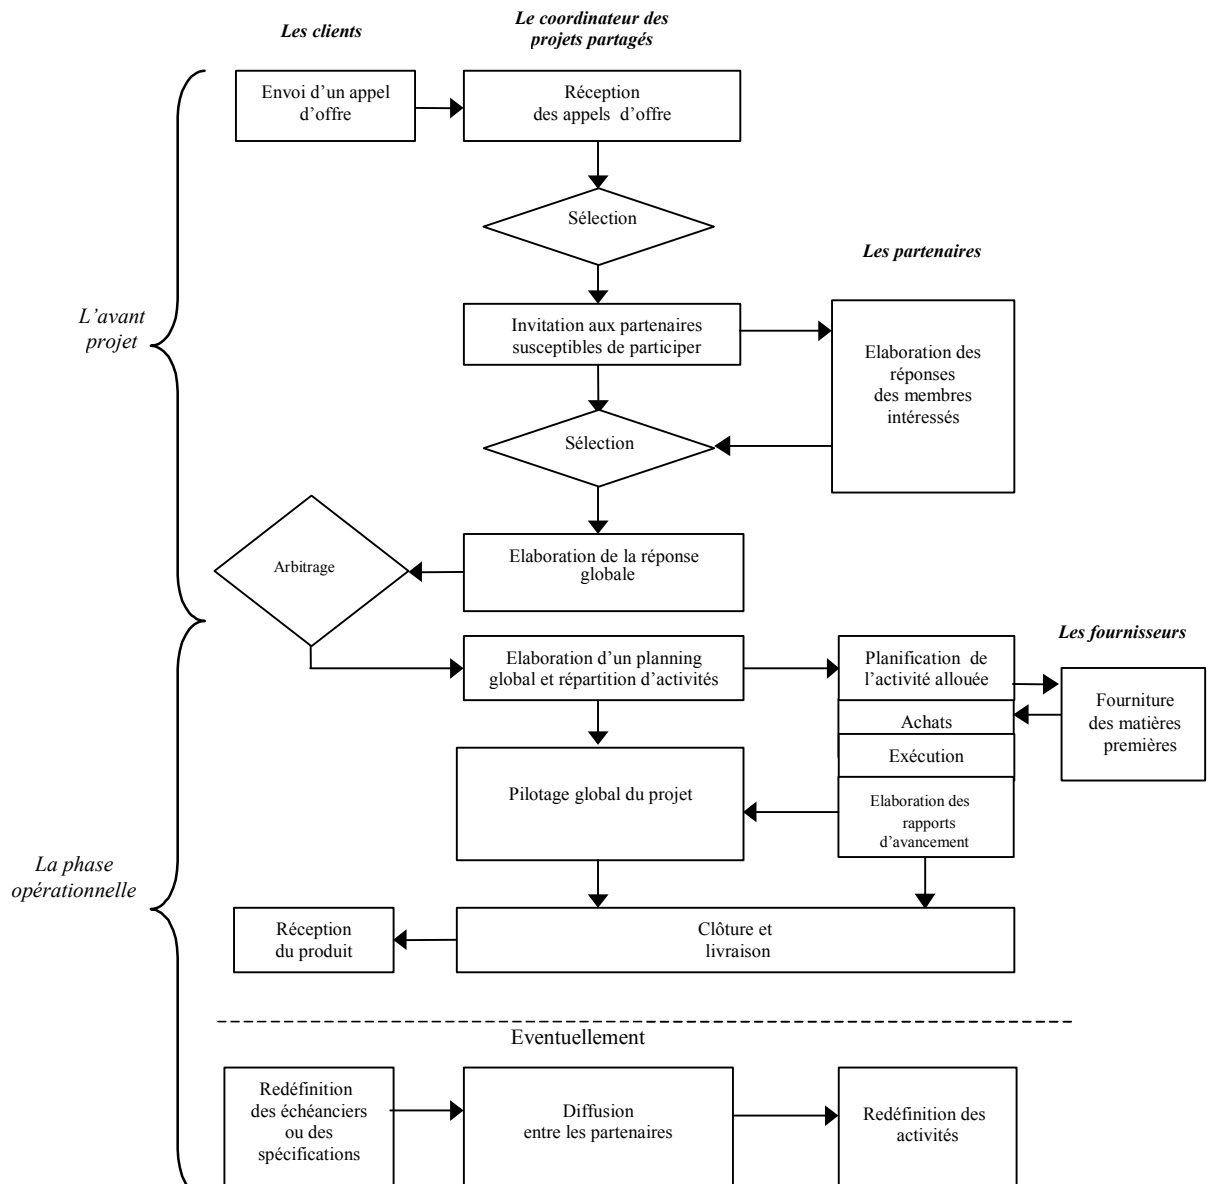 Les clients
Le coordinateur des
projets partagés
Envoi d’un appel
d’offre
Réception
des appels d’offre
Sélection
Les partenaires
L’avant
projet
Invitation aux partenaires
susceptibles de participer
Elaboration des
réponses
des membres
intéressés
Sélection
Arbitrage
Elaboration de la réponse
globale
Les fournisseurs
Elaboration d’un planning
global et répartition d’activités
Planification de
l’activité allouée
Fourniture
des matières
premières
Achats
Exécution
Pilotage global du projet
Elaboration des
rapports
d’avancement
La phase
opérationnelle
Réception
du produit
Clôture et
livraison
Eventuellement
Redéfinition
des échéanciers
ou des
spécifications
Diffusion
entre les partenaires
Redéfinition des
activités